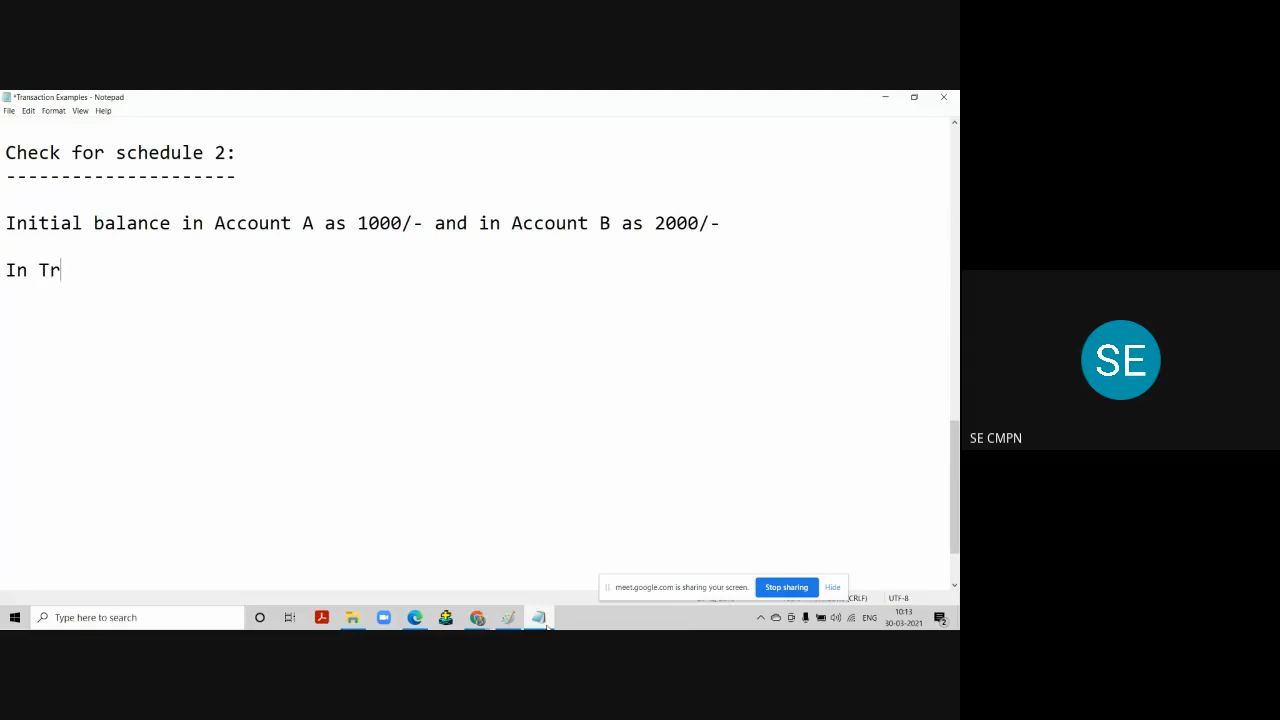 *Transaction Examples - Notepad
File Edit Format View Help
Check for schedule 2:
---------------------
Initial balance in Account A as 1000/- and in Account B as 2000/-
In Tr
SE
SE CMPN
meet.google.com is sharing your screen. Stop sharing Hide
(CRLF) UTF-8
Type here to search
ENG
10:13
30-03-2021
2